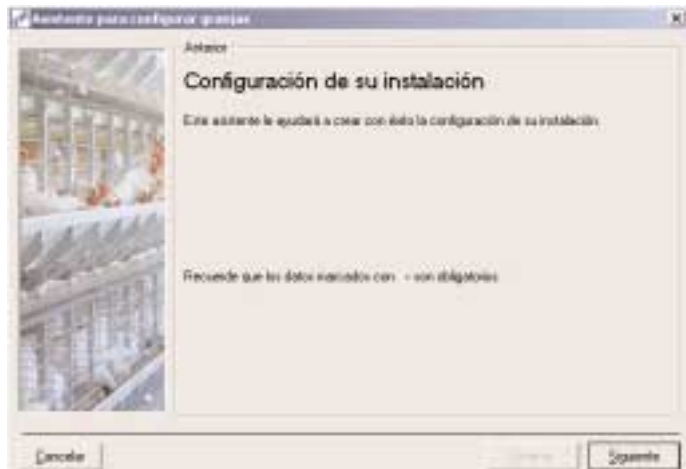 Asistente para configurar granjas
Anterior
Configuración de su instalación
Este asistente le ayudará a crear con éxito la configuración de su instalación.
Recuerde que los datos marcados con * son obligatorios
Cancelar
Siguiente